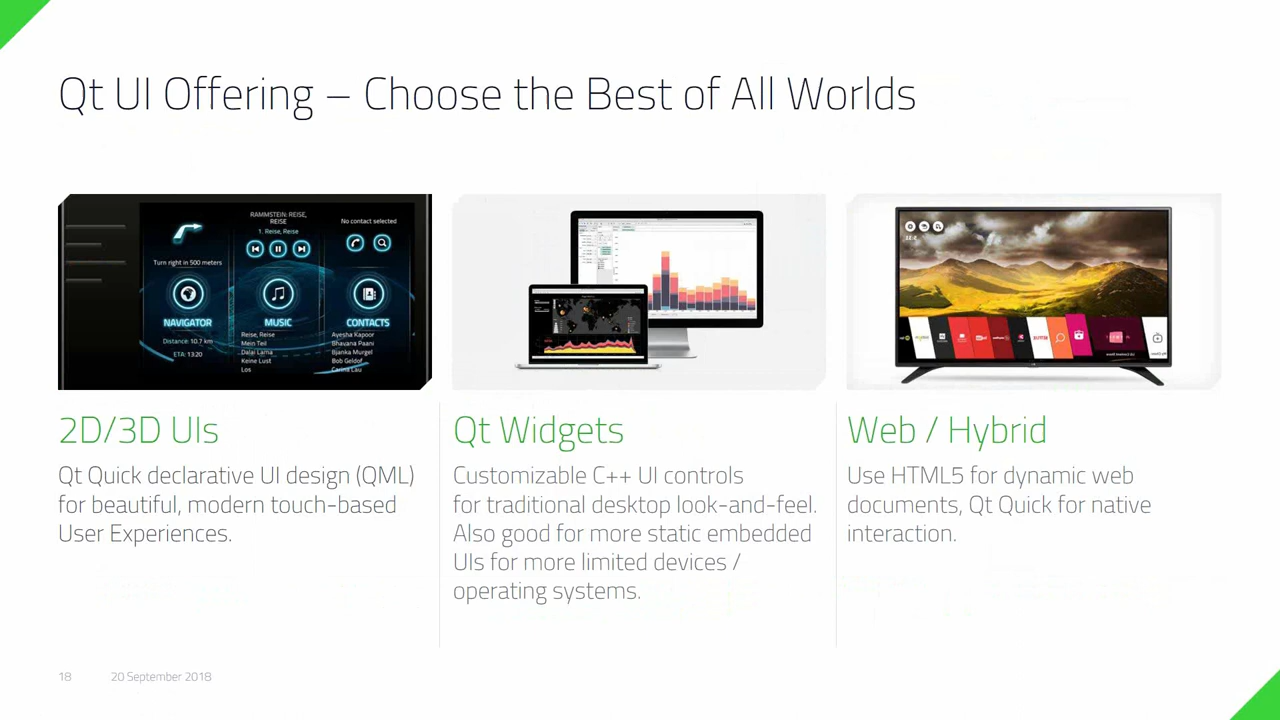 Qt UI Offering – Choose the Best of All Worlds
RAMMSTEIN: REISE,
REISE
1. Reise, Reise
No contact selected
Turn right in 500 meters
NAVIGATOR
MUSIC
CONTACTS
Distance: 10.7 km
ETA: 13:20
Reise, Reise
Mein Teil
Dalai Lama
Keine Lust
Los
Ayesha Kapoor
Bhavana Paani
Bjanka Murgel
Bob Geldof
Carina Lau
2D/3D UIs
Qt Quick declarative UI design (QML)
for beautiful, modern touch-based
User Experiences.
Qt Widgets
Customizable C++ UI controls
for traditional desktop look-and-feel.
Also good for more static embedded
UIs for more limited devices /
operating systems.
Web / Hybrid
Use HTML5 for dynamic web
documents, Qt Quick for native
interaction.
18
20 September 2018